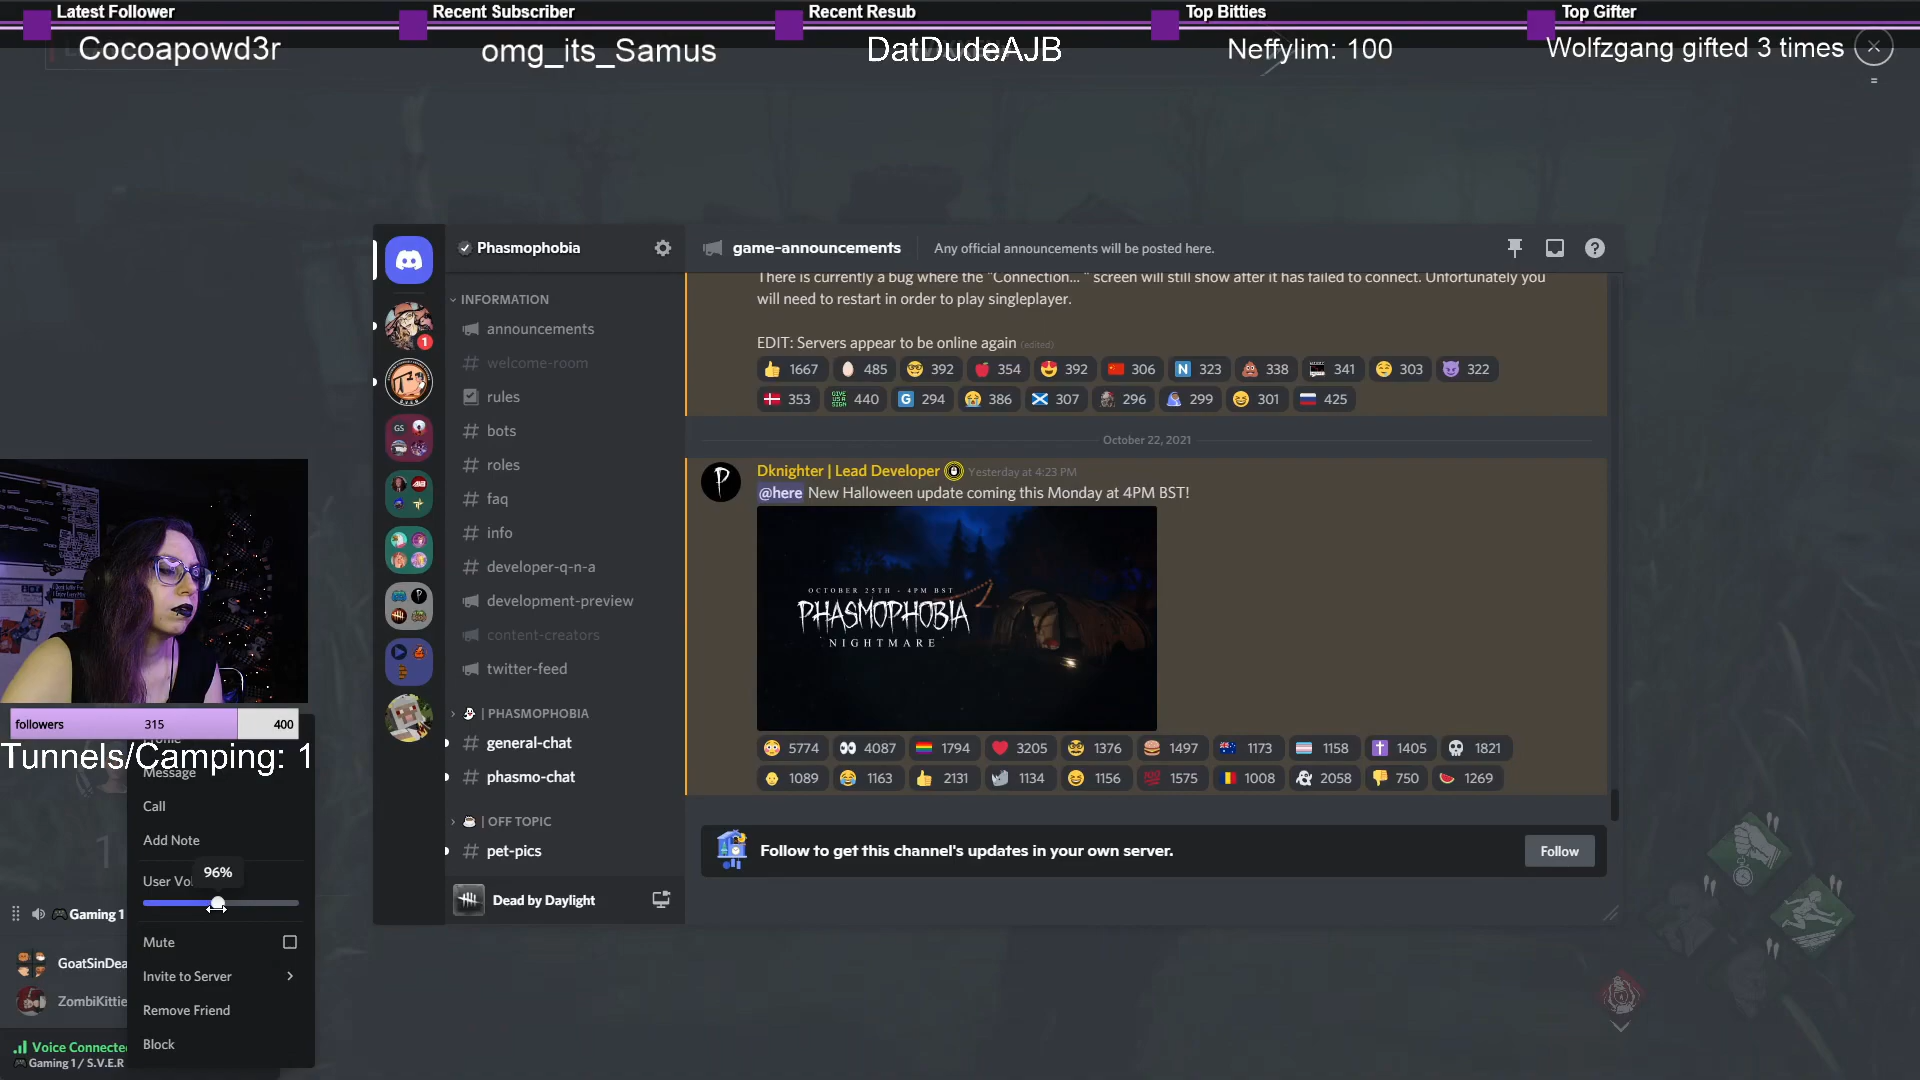 Latest Follower
Cocoapowd3r
Recent Subscriber
omg_its_Samus
Recent Resub
DatDudeAJB
Top Bitties
Neffylim: 100
Top Gifter
Wolfzgang gifted 3 times
Phasmophobia
game-announcements
Any official announcements will be posted here.
INFORMATION
announcements
welcome-room
rules
bots
roles
faq
info
developer-q-n-a
development-preview
content-creators
twitter-feed
| PHASMOPHOBIA
general-chat
phasmo-chat
| OFF TOPIC
pet-pics
Dead by Daylight
1
GS
There is currently a bug where the "Connection... " screen will still show after it has failed to connect. Unfortunately you
will need to restart in order to play singleplayer.
EDIT: Servers appear to be online again (edited)
1667 485 392 354 392 306 N 323 338 341 303 322
353 GIVE US A SIGN 440 G 294 386 307 296 299 301 425
October 22, 2021
Dknighter | Lead Developer Yesterday at 4:23 PM
@here New Halloween update coming this Monday at 4PM BST!
OCTOBER 25TH - 4PM BST
PHASMOPHOBIA
NIGHTMARE
5774 4087 1794 3205 1376 1497 1173 1158 1405 1821
1089 1163 2131 1134 1156 100 1575 1008 2058 750 1269
Follow to get this channel's updates in your own server.
Follow
followers 315 400
Tunnels/Camping: 1
Message
Call
Add Note
96%
User Vol
Mute
Invite to Server
Remove Friend
Block
Gaming 1
GoatSinDea
ZombiKittie
Voice Connected
Gaming 1 / S.V.E.R